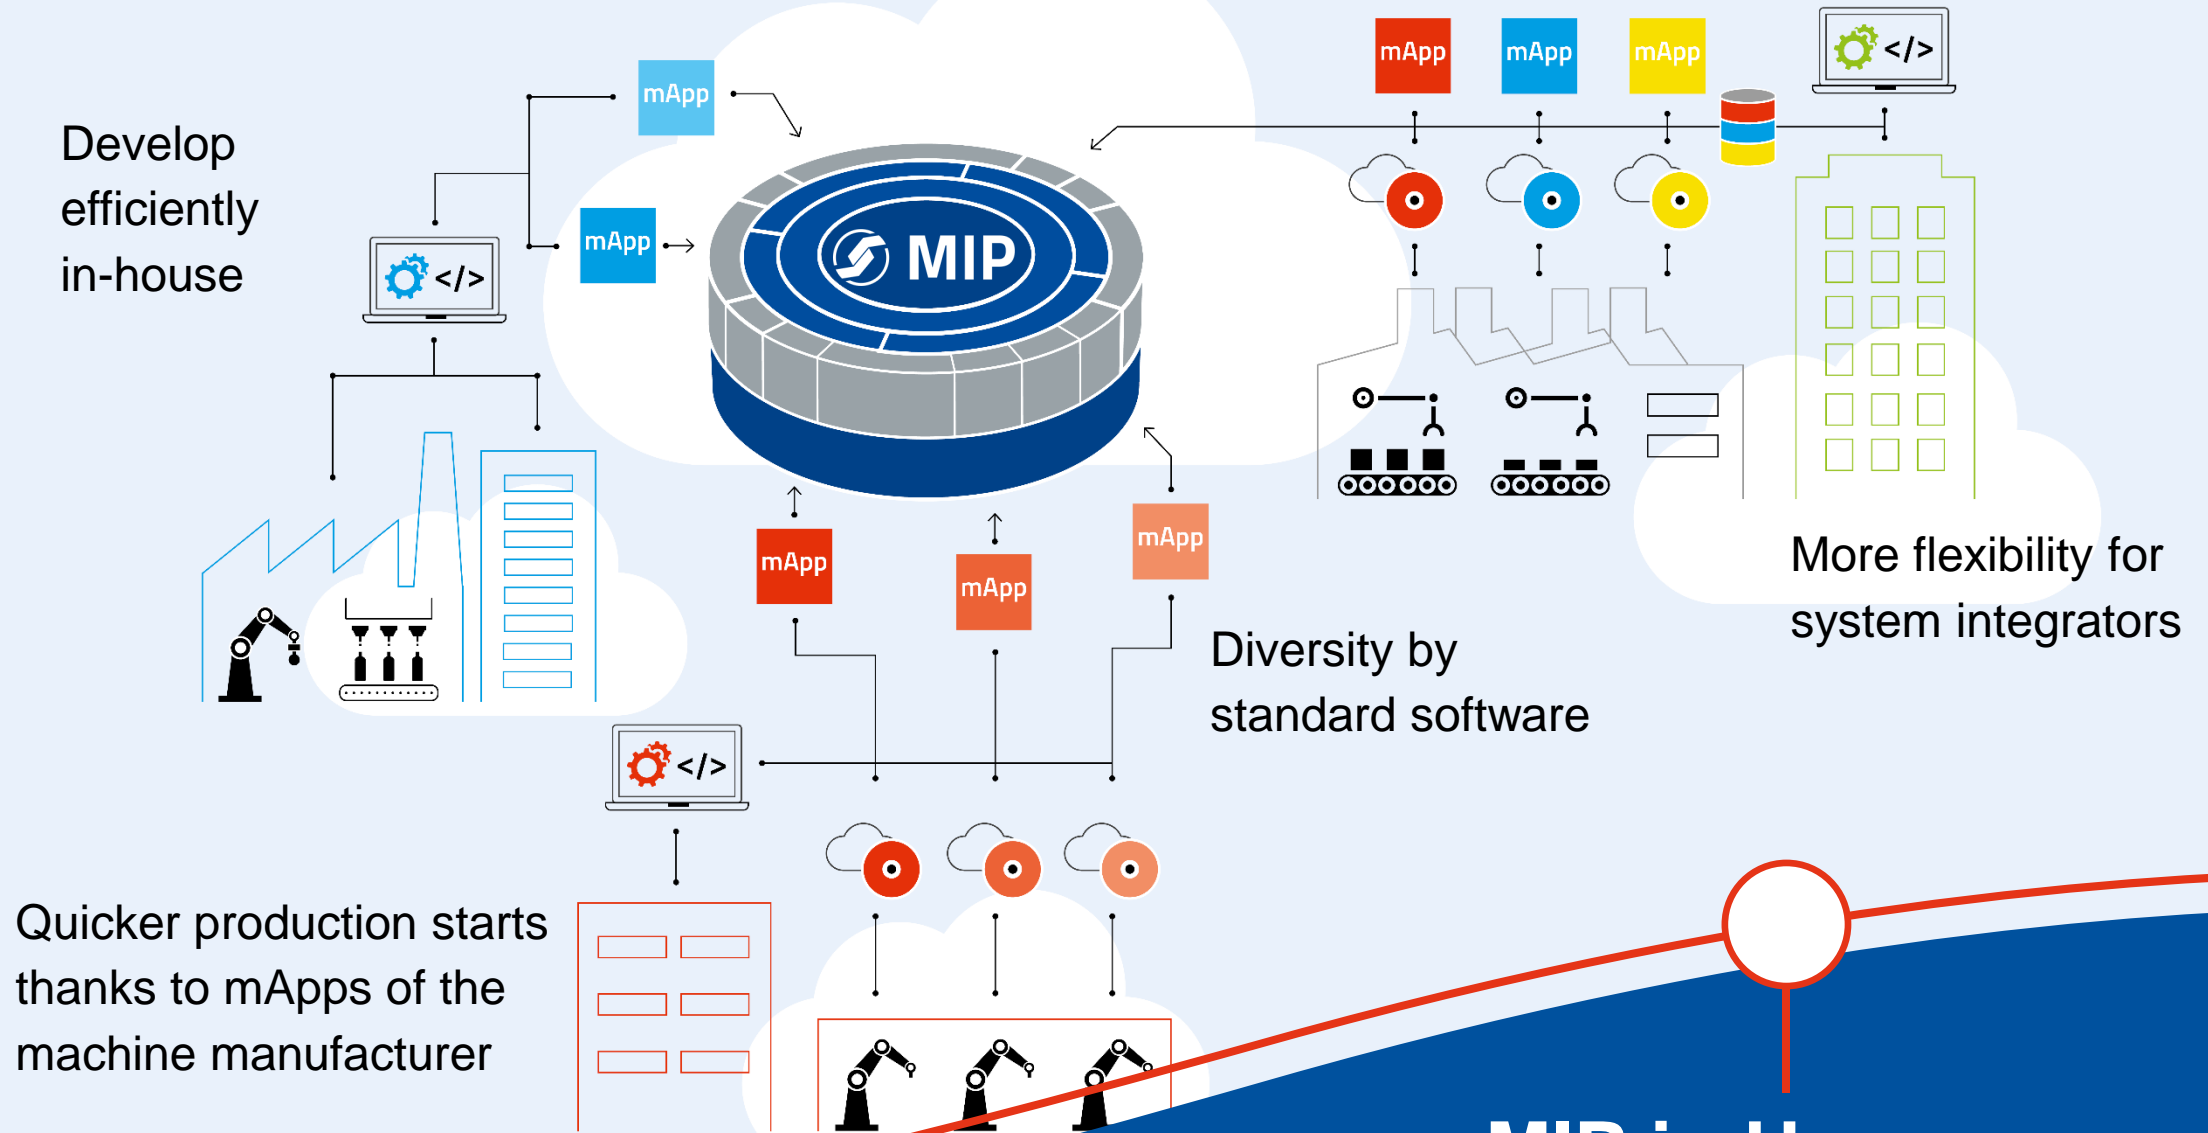 mApp
mApp
mApp
mApp
</>
Develop
efficiently
in-house
mApp
</>
MIP
mApp
mApp
mApp
More flexibility for
system integrators
Diversity by
standard software
</>
Quicker production starts
thanks to mApps of the
machine manufacturer